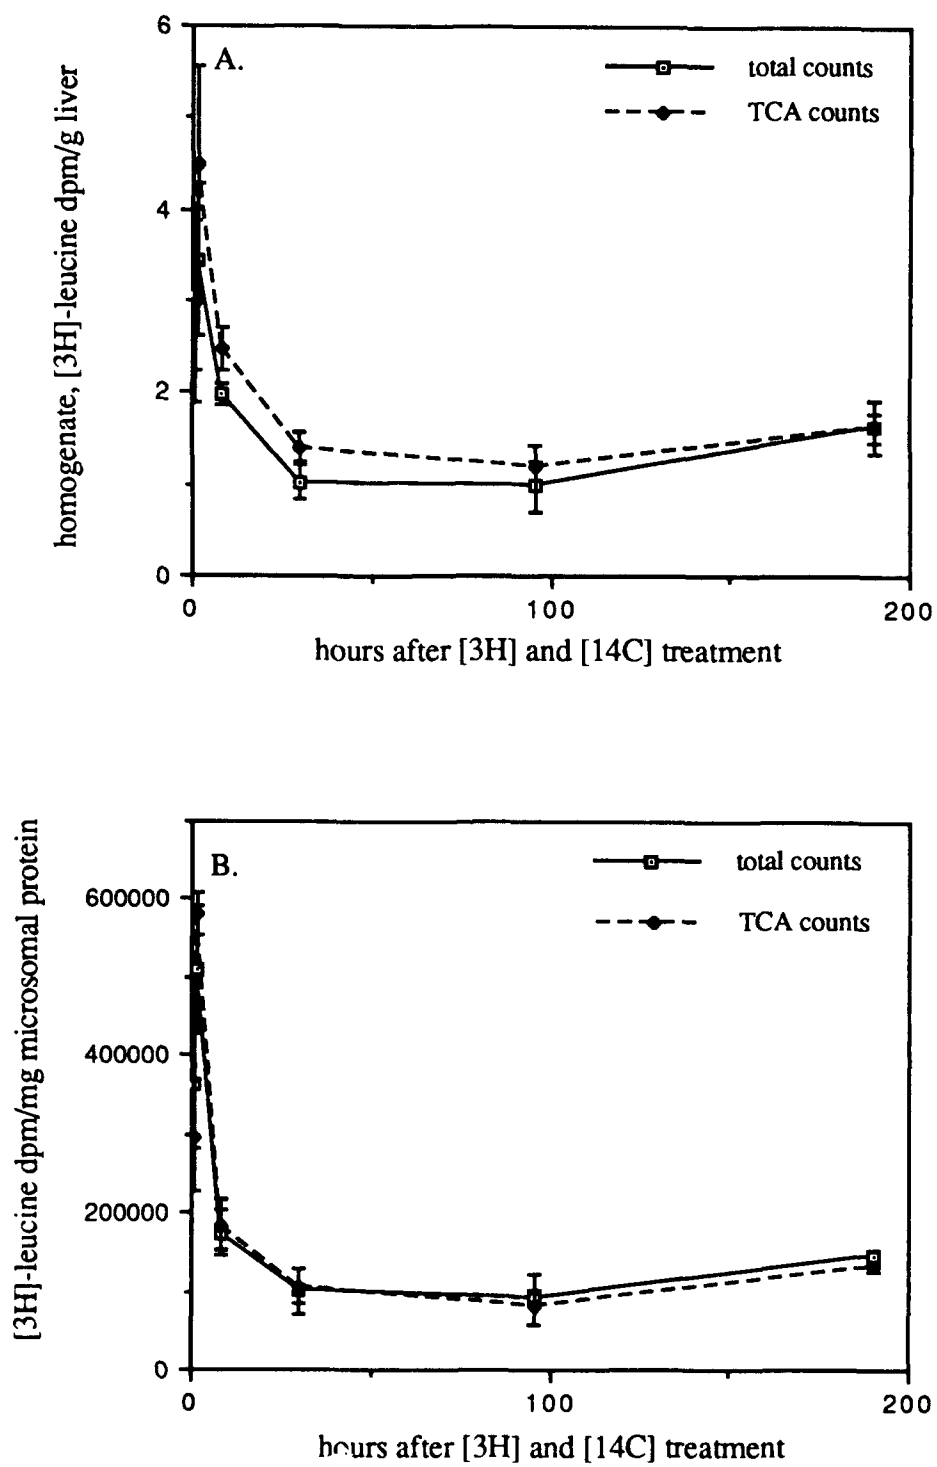 6
A.
total counts
TCA counts
homogenate, [3H]-leucine dpm/g liver
4
2
0
0
100
200
hours after [3H] and [14C] treatment
B.
total counts
TCA counts
[3H]-leucine dpm/mg microsomal protein
600000
400000
200000
0
0
100
200
hours after [3H] and [14C] treatment